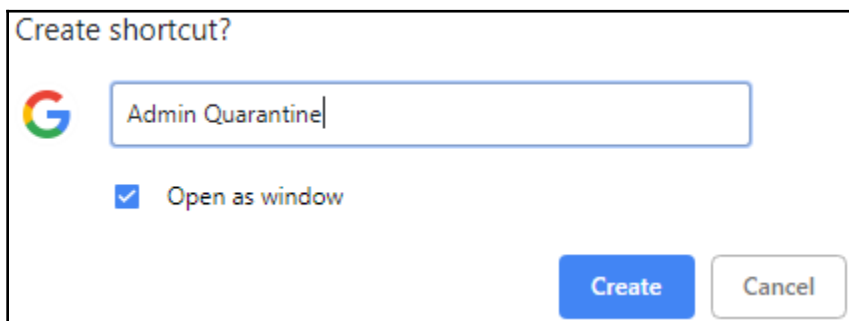 Create shortcut?
Admin Quarantine
Open as window
Create Cancel